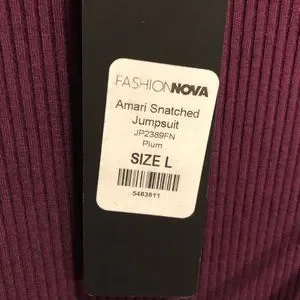 FASHIONNOVA
Amari Snatched
Jumpsuit
JP2389FN
Plum
SIZE L
5463611